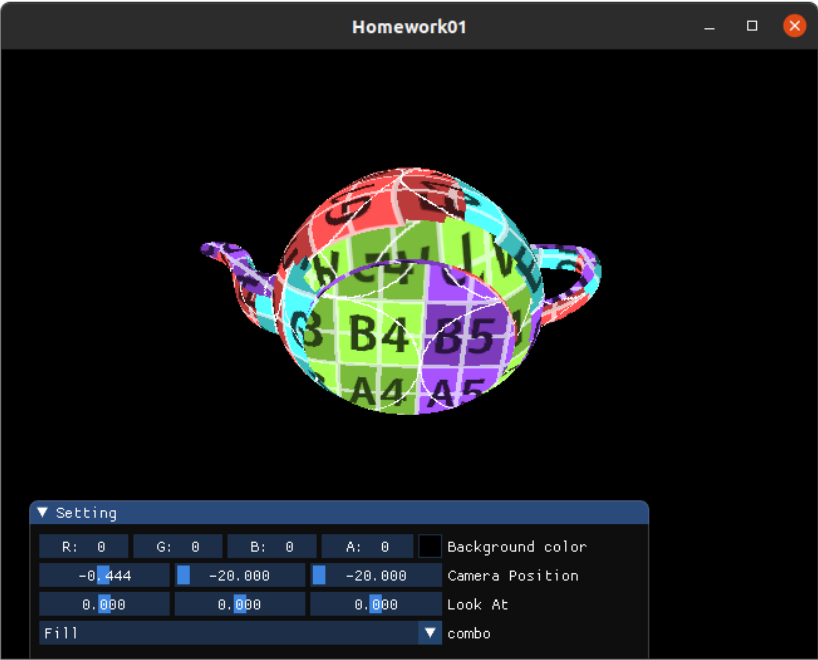 Homework01
B4 B5
A4 A5
Setting
R: 0 G: 0 B: 0 A: 0 Background color
-0.444 -20.000 -20.000 Camera Position
0.000 0.000 0.000 Look At
Fill combo